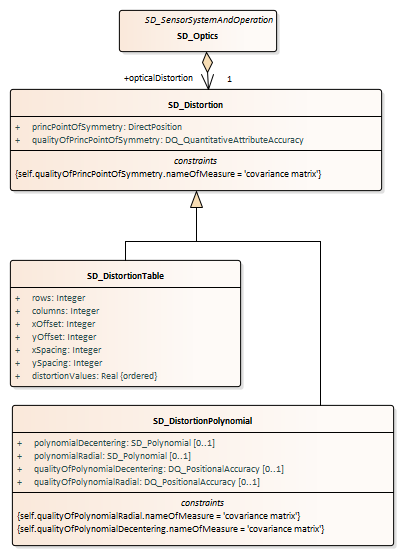 SD_SensorSystemAndOperation
SD_Optics
+opticalDistortion 1
SD_Distortion
+ princPointOfSymmetry: DirectPosition
+ qualityOfPrincPointOfSymmetry: DQ_QuantitativeAttributeAccuracy
constraints
{self.qualityOfPrincPointOfSymmetry.nameOfMeasure = 'covariance matrix'}
SD_DistortionTable
+ rows: Integer
+ columns: Integer
+ xOffset: Integer
+ yOffset: Integer
+ xSpacing: Integer
+ ySpacing: Integer
+ distortionValues: Real {ordered}
SD_DistortionPolynomial
+ polynomialDecentering: SD_Polynomial [0..1]
+ polynomialRadial: SD_Polynomial [0..1]
+ qualityOfPolynomialDecentering: DQ_PositionalAccuracy [0..1]
+ qualityOfPolynomialRadial: DQ_PositionalAccuracy [0..1]
constraints
{self.qualityOfPolynomialRadial.nameOfMeasure = 'covariance matrix'}
{self.qualityOfPolynomialDecentering.nameOfMeasure = 'covariance matrix'}